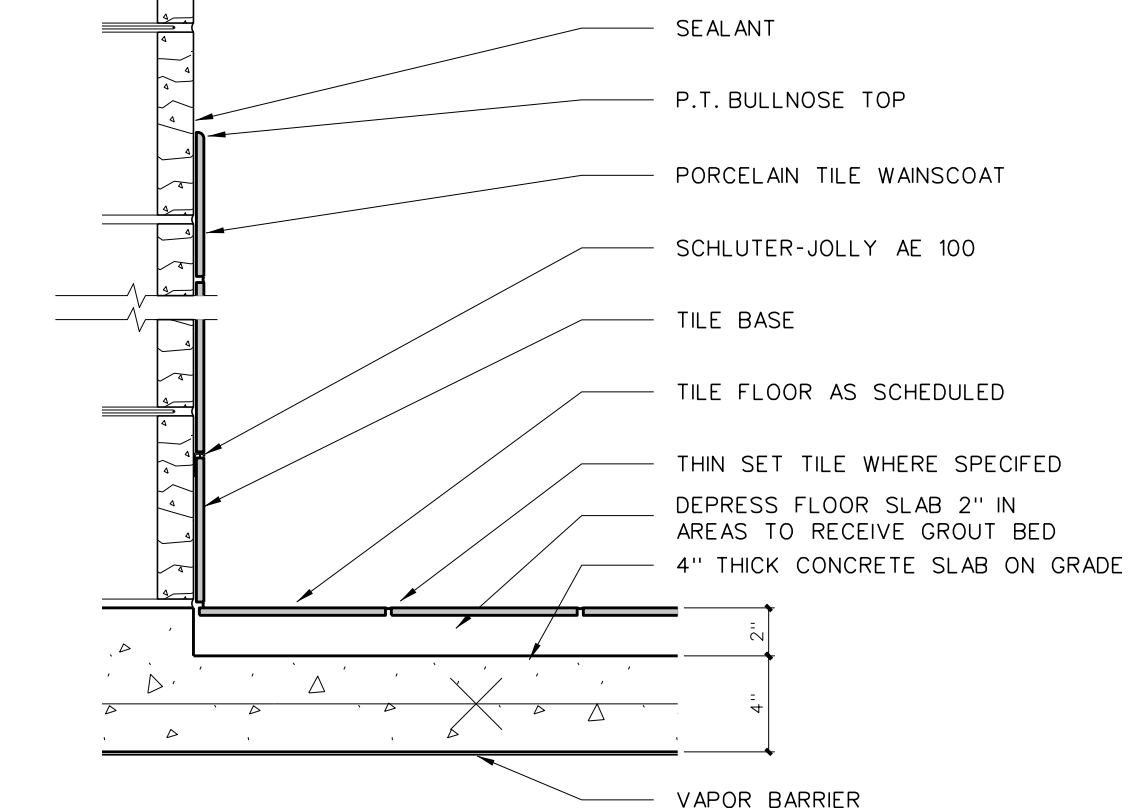 SEALANT
P.T. BULLNOSE TOP
PORCELAIN TILE WAINSCOAT
SCHLUTER-JOLLY AE 100
TILE BASE
TILE FLOOR AS SCHEDULED
THIN SET TILE WHERE SPECIFED
DEPRESS FLOOR SLAB 2" IN
AREAS TO RECEIVE GROUT BED
4" THICK CONCRETE SLAB ON GRADE
2"
4"
VAPOR BARRIER